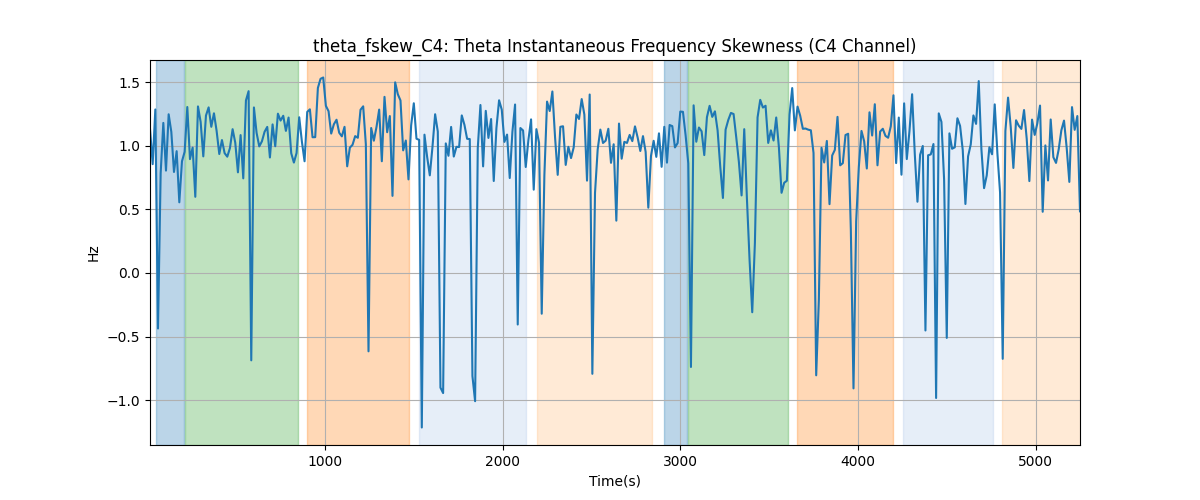 theta_fskew_C4: Theta Instantaneous Frequency Skewness (C4 Channel)
1.5
1.0
0.5
0.0
−0.5
−1.0
Hz
1000 2000 3000 4000 5000
Time(s)